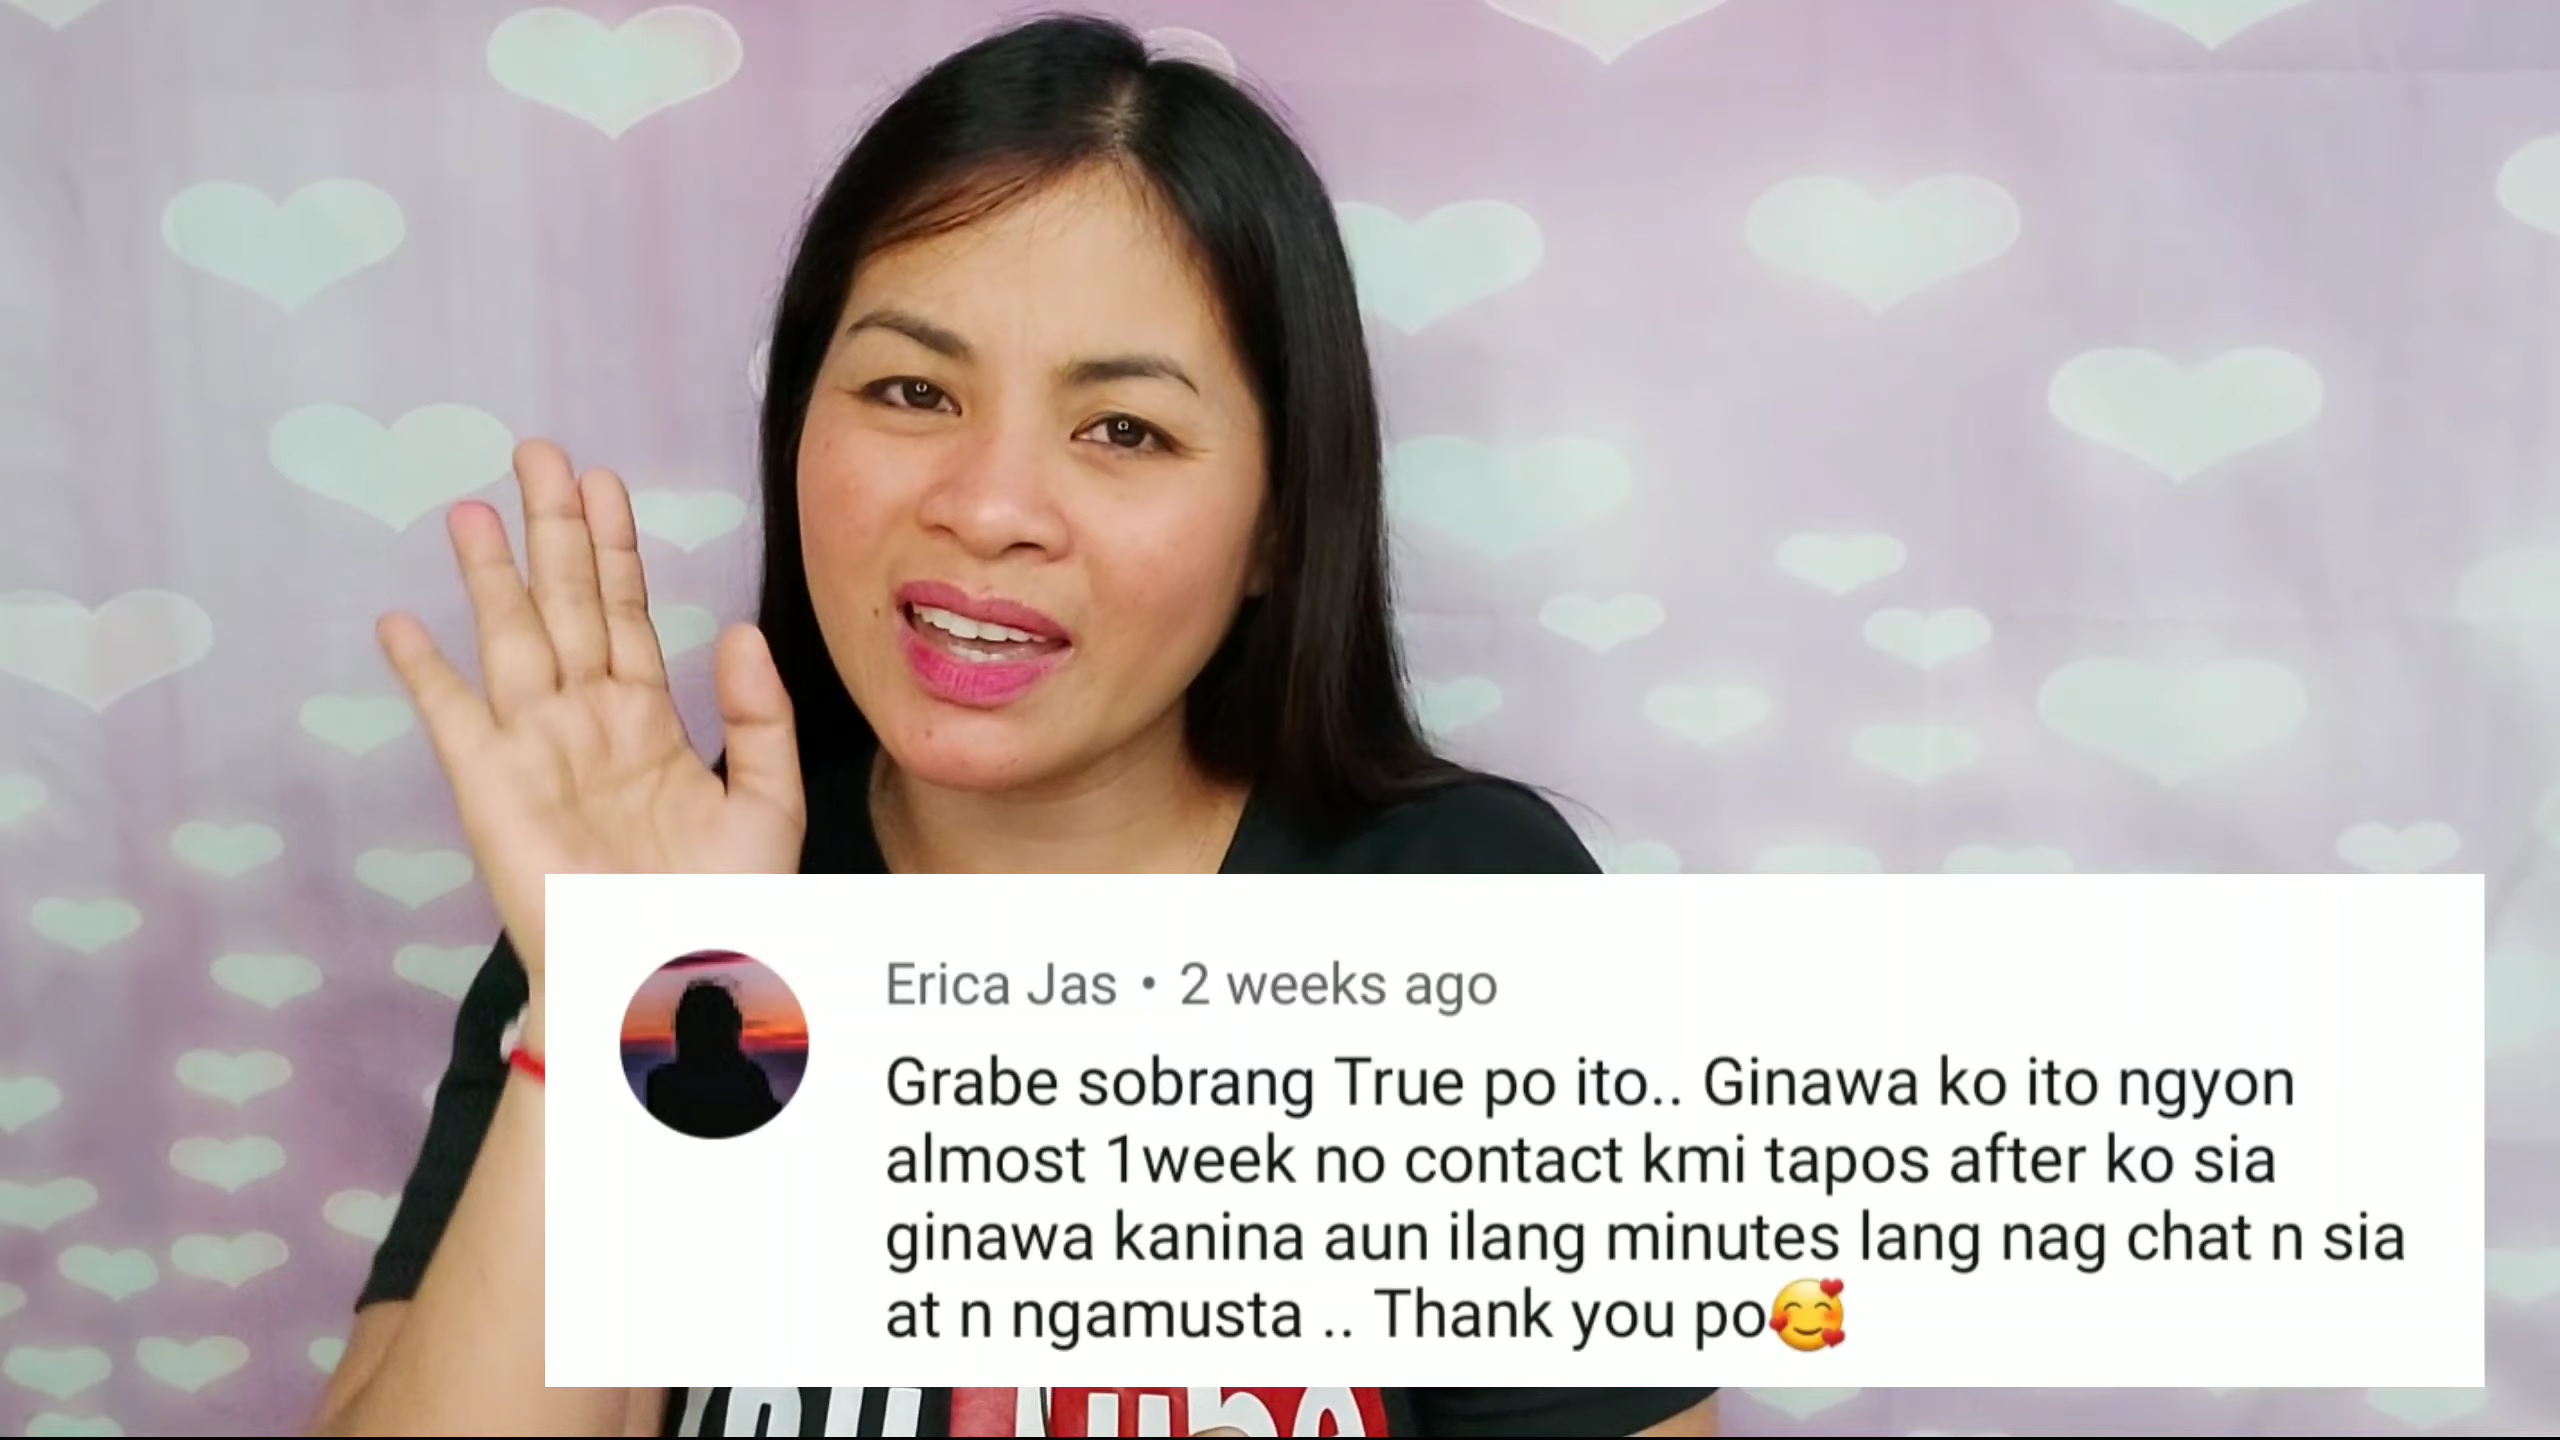 Erica Jas • 2 weeks ago
Grabe sobrang True po ito.. Ginawa ko ito ngyon
almost 1week no contact kmi tapos after ko sia
ginawa kanina aun ilang minutes lang nag chat n sia
at n ngamusta .. Thank you po🥰
YouTube